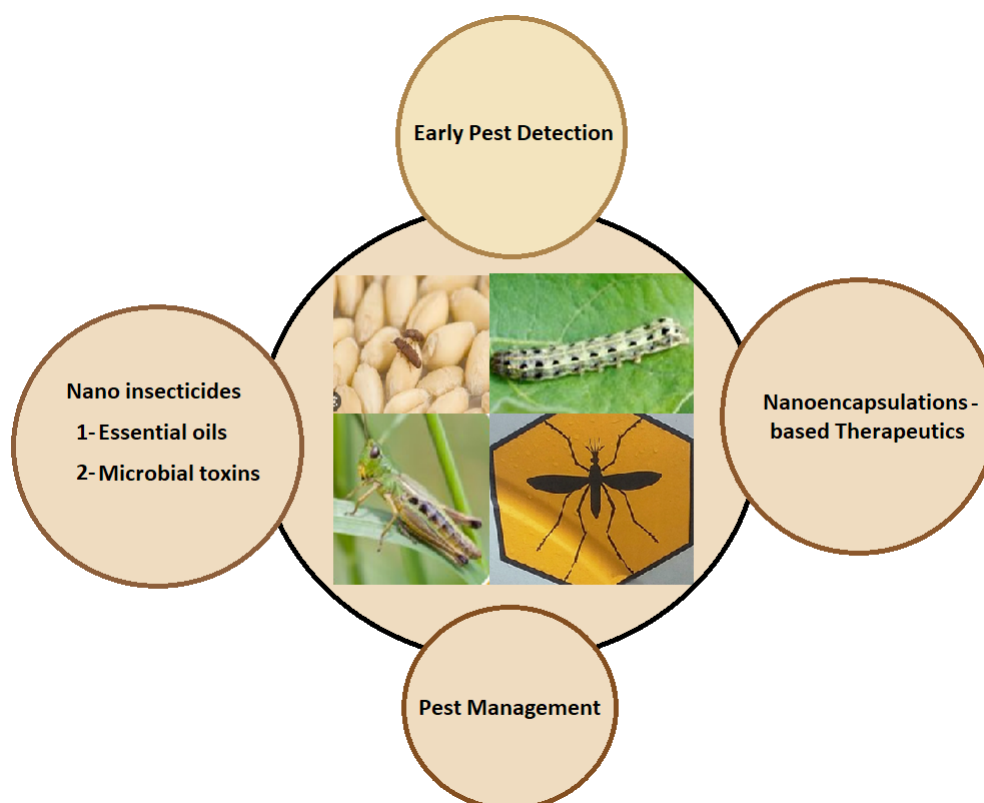 Early Pest Detection
Nano insecticides
1- Essential oils
2- Microbial toxins
Nanoencapsulations -
based Therapeutics
Pest Management